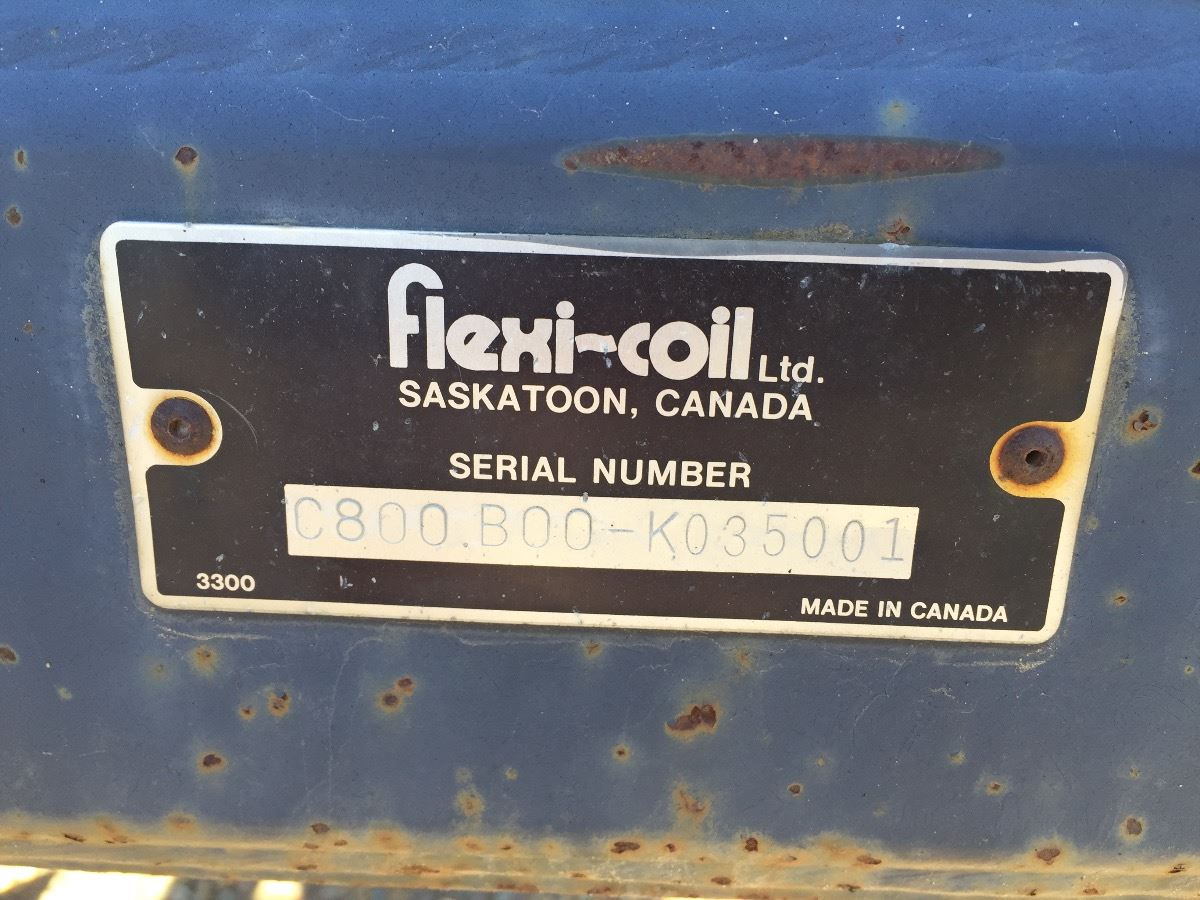 flexi-coil Ltd.
SASKATOON, CANADA
SERIAL NUMBER
C800 B00-K035001
3300
MADE IN CANADA